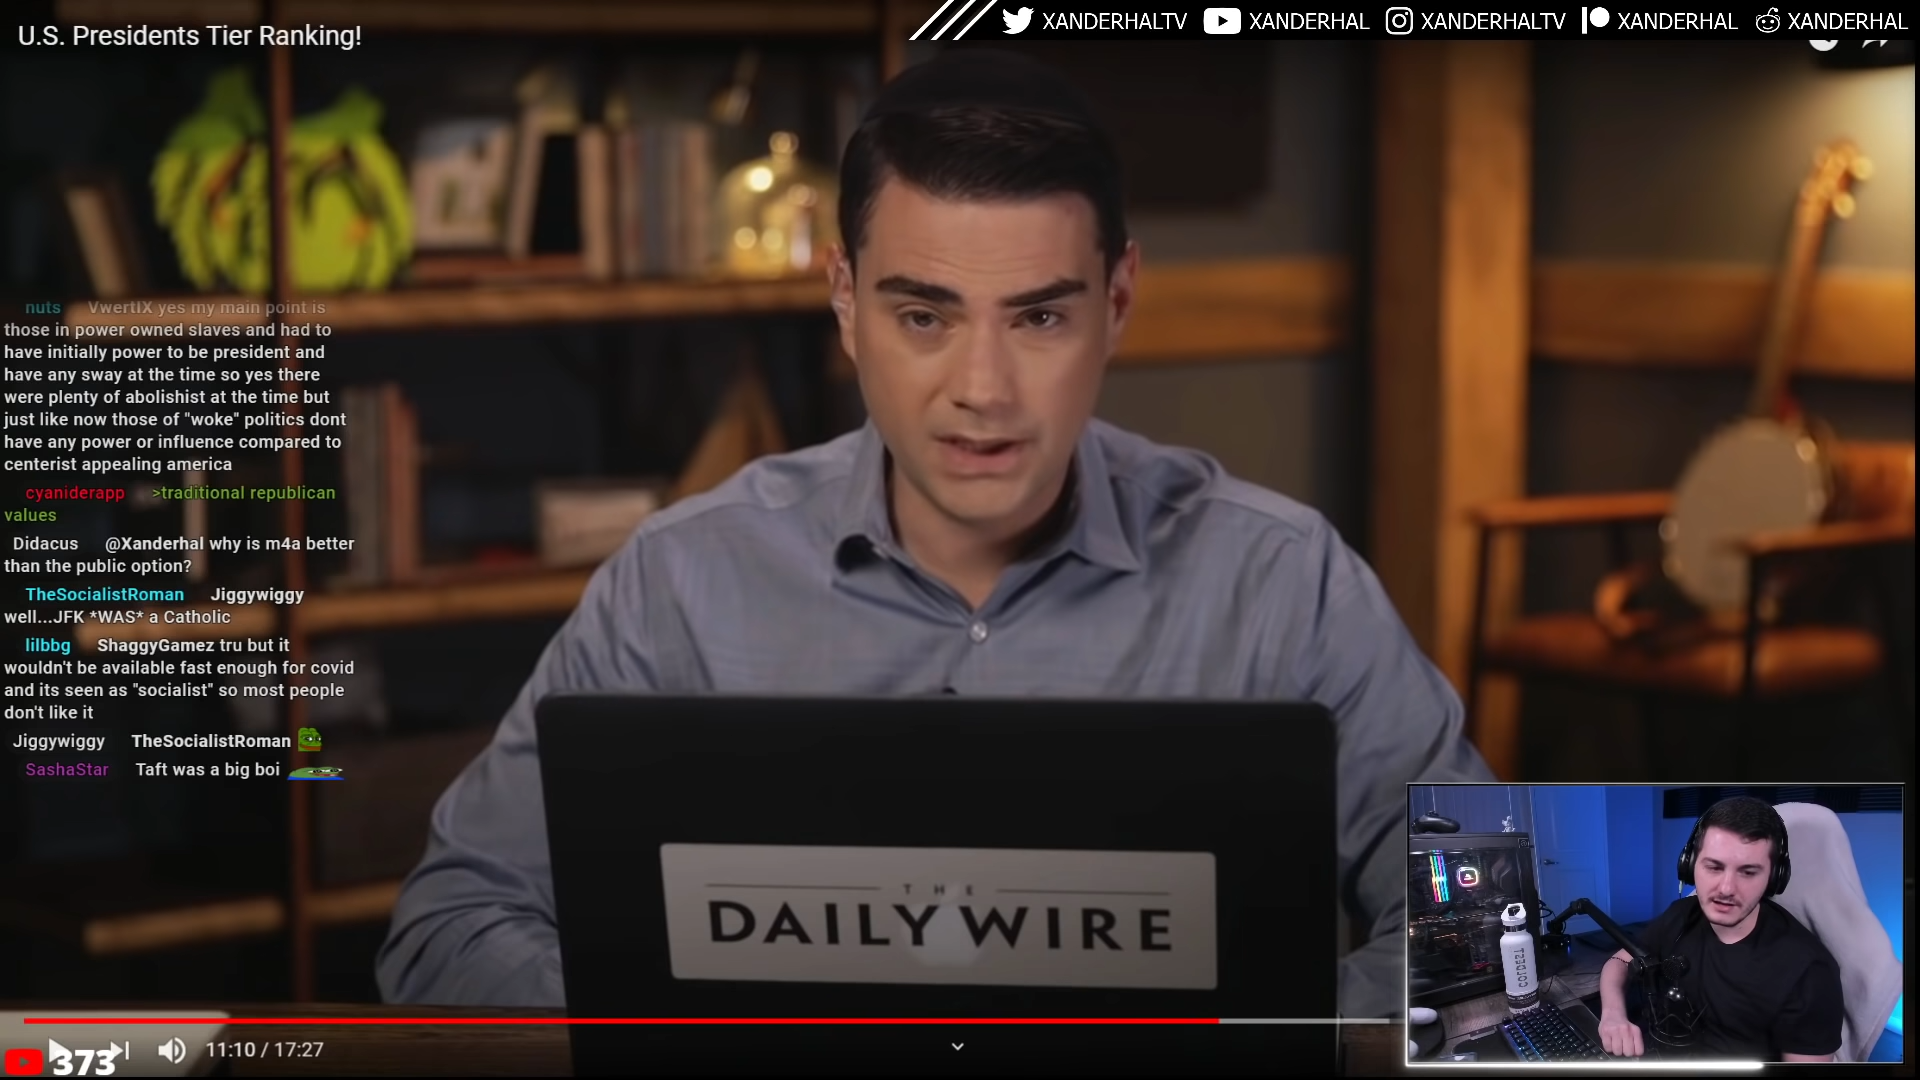 U.S. Presidents Tier Ranking!
XANDERHALTV XANDERHAL XANDERHALTV XANDERHAL XANDERHAL
nuts VwertIX yes my main point is
those in power owned slaves and had to
have initially power to be president and
have any sway at the time so yes there
were plenty of abolishist at the time but
just like now those of "woke" politics dont
have any power or influence compared to
centerist appealing america
cyaniderapp >traditional republican
values
Didacus @Xanderhal why is m4a better
than the public option?
TheSocialistRoman Jiggywiggy
well...JFK *WAS* a Catholic
lilbbg ShaggyGamez tru but it
wouldn't be available fast enough for covid
and its seen as "socialist" so most people
don't like it
Jiggywiggy TheSocialistRoman
SashaStar Taft was a big boi
THE
DAILY WIRE
373
11:10 / 17:27